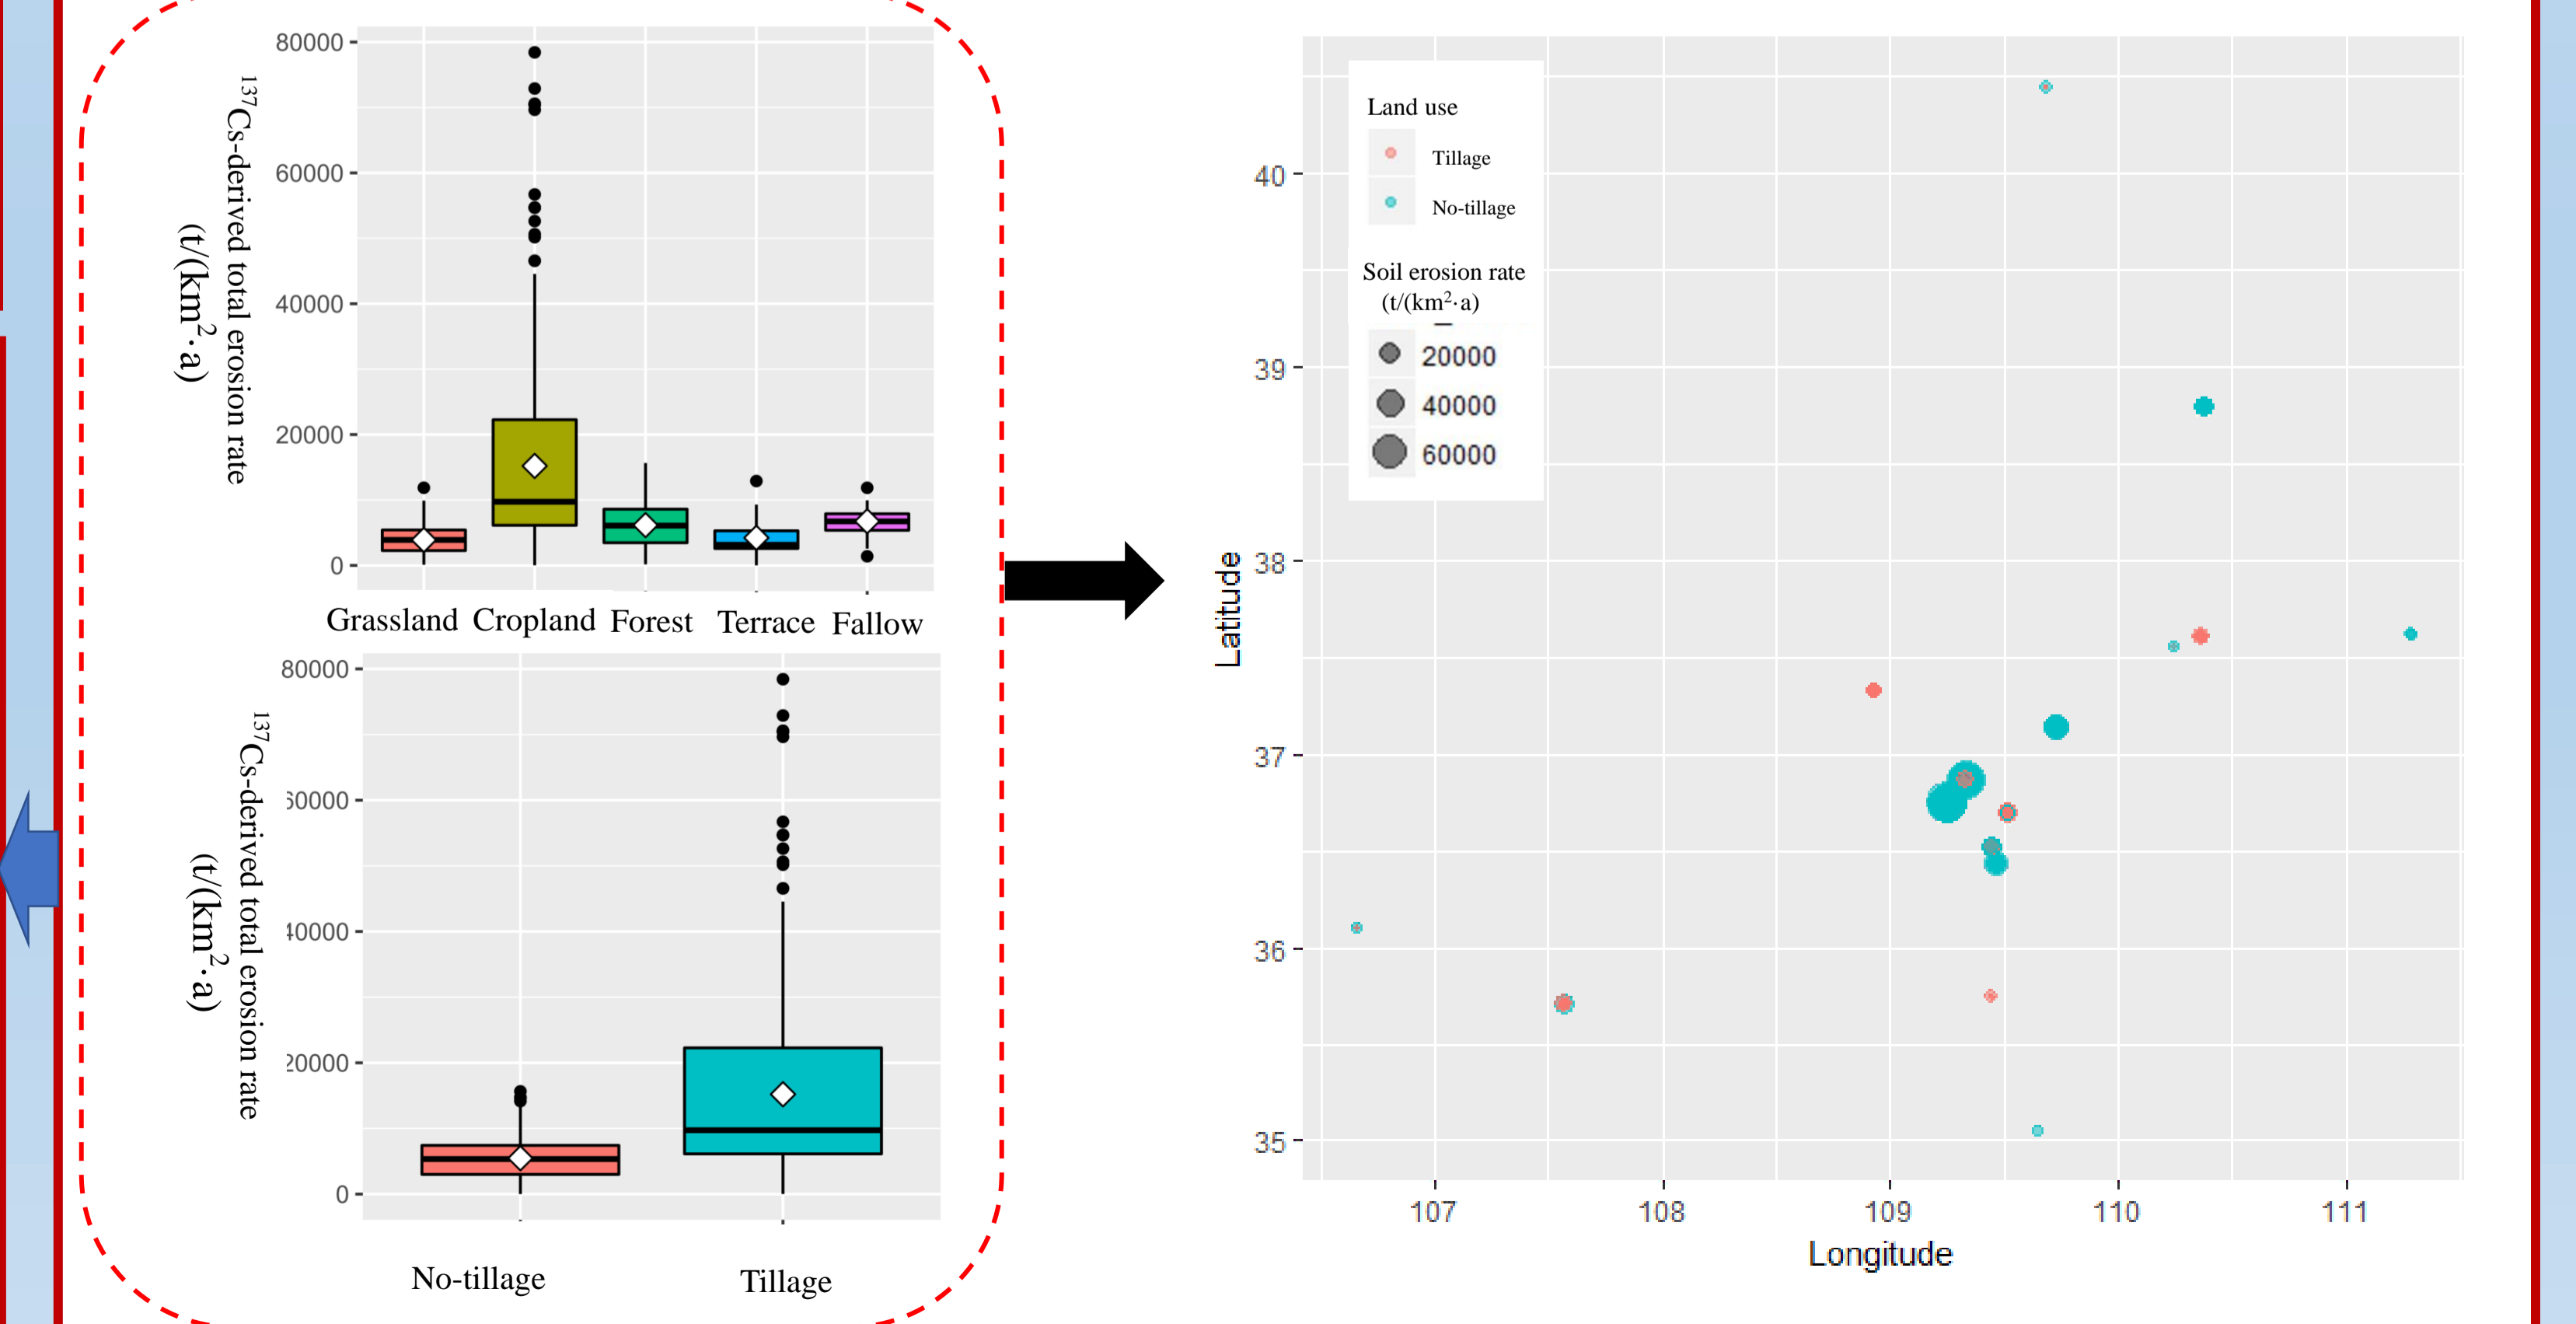 80000
60000
40000
20000
0
¹³⁷Cs-derived total erosion rate
(t/(km²·a)
Grassland Cropland Forest Terrace Fallow
80000
60000
40000
20000
0
¹³⁷Cs-derived total erosion rate
(t/(km²·a)
No-tillage Tillage
Land use
Tillage
No-tillage
Soil erosion rate
(t/(km²·a)
20000
40000
60000
40
39
38
37
36
35
Latitude
107 108 109 110 111
Longitude